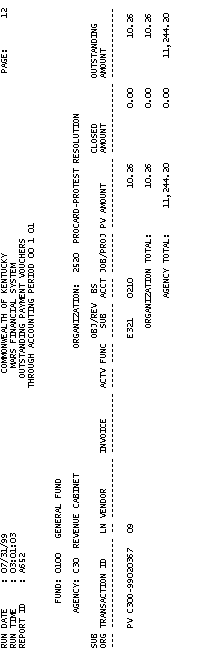 RUN DATE : 07/31/99 COMMONWEALTH OF KENTUCKY PAGE: 12
RUN TIME : 03:01:03 MARS FINANCIAL SYSTEM
REPORT ID : A652 OUTSTANDING PAYMENT VOUCHERS
THROUGH ACCOUNTING PERIOD 00 1 01
FUND: 0100 GENERAL FUND
AGENCY: C30 REVENUE CABINET ORGANIZATION: 2520 PROCARD-PROTEST RESOLUTION
SUB OBJ/REV BS CLOSED OUTSTANDING
ORG TRANSACTION ID LN VENDOR INVOICE ACTV FUNC SUB ACCT JOB/PROJ PV AMOUNT AMOUNT AMOUNT
PV C300-99020367 09 E321 0210 10.26 0.00 10.26
ORGANIZATION TOTAL: 10.26 0.00 10.26
AGENCY TOTAL: 11,244.20 0.00 11,244.20